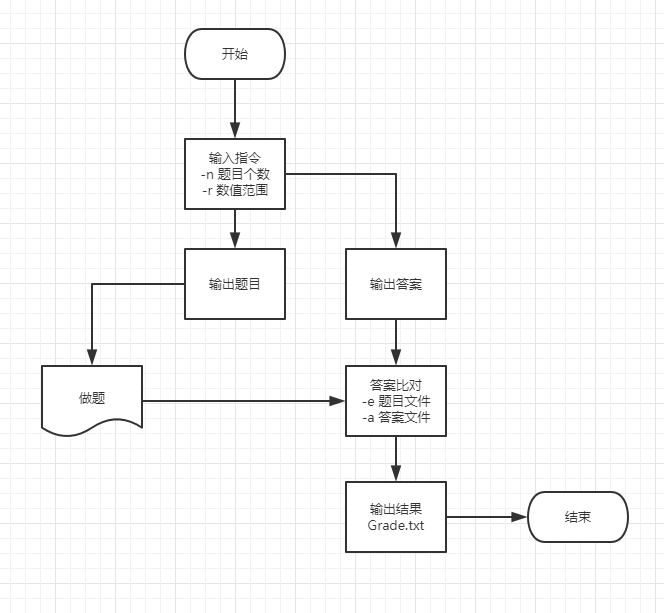 开始
输入指令
-n 题目个数
-r 数值范围
输出题目
输出答案
做题
答案比对
-e 题目文件
-a 答案文件
输出结果
Grade.txt
结束